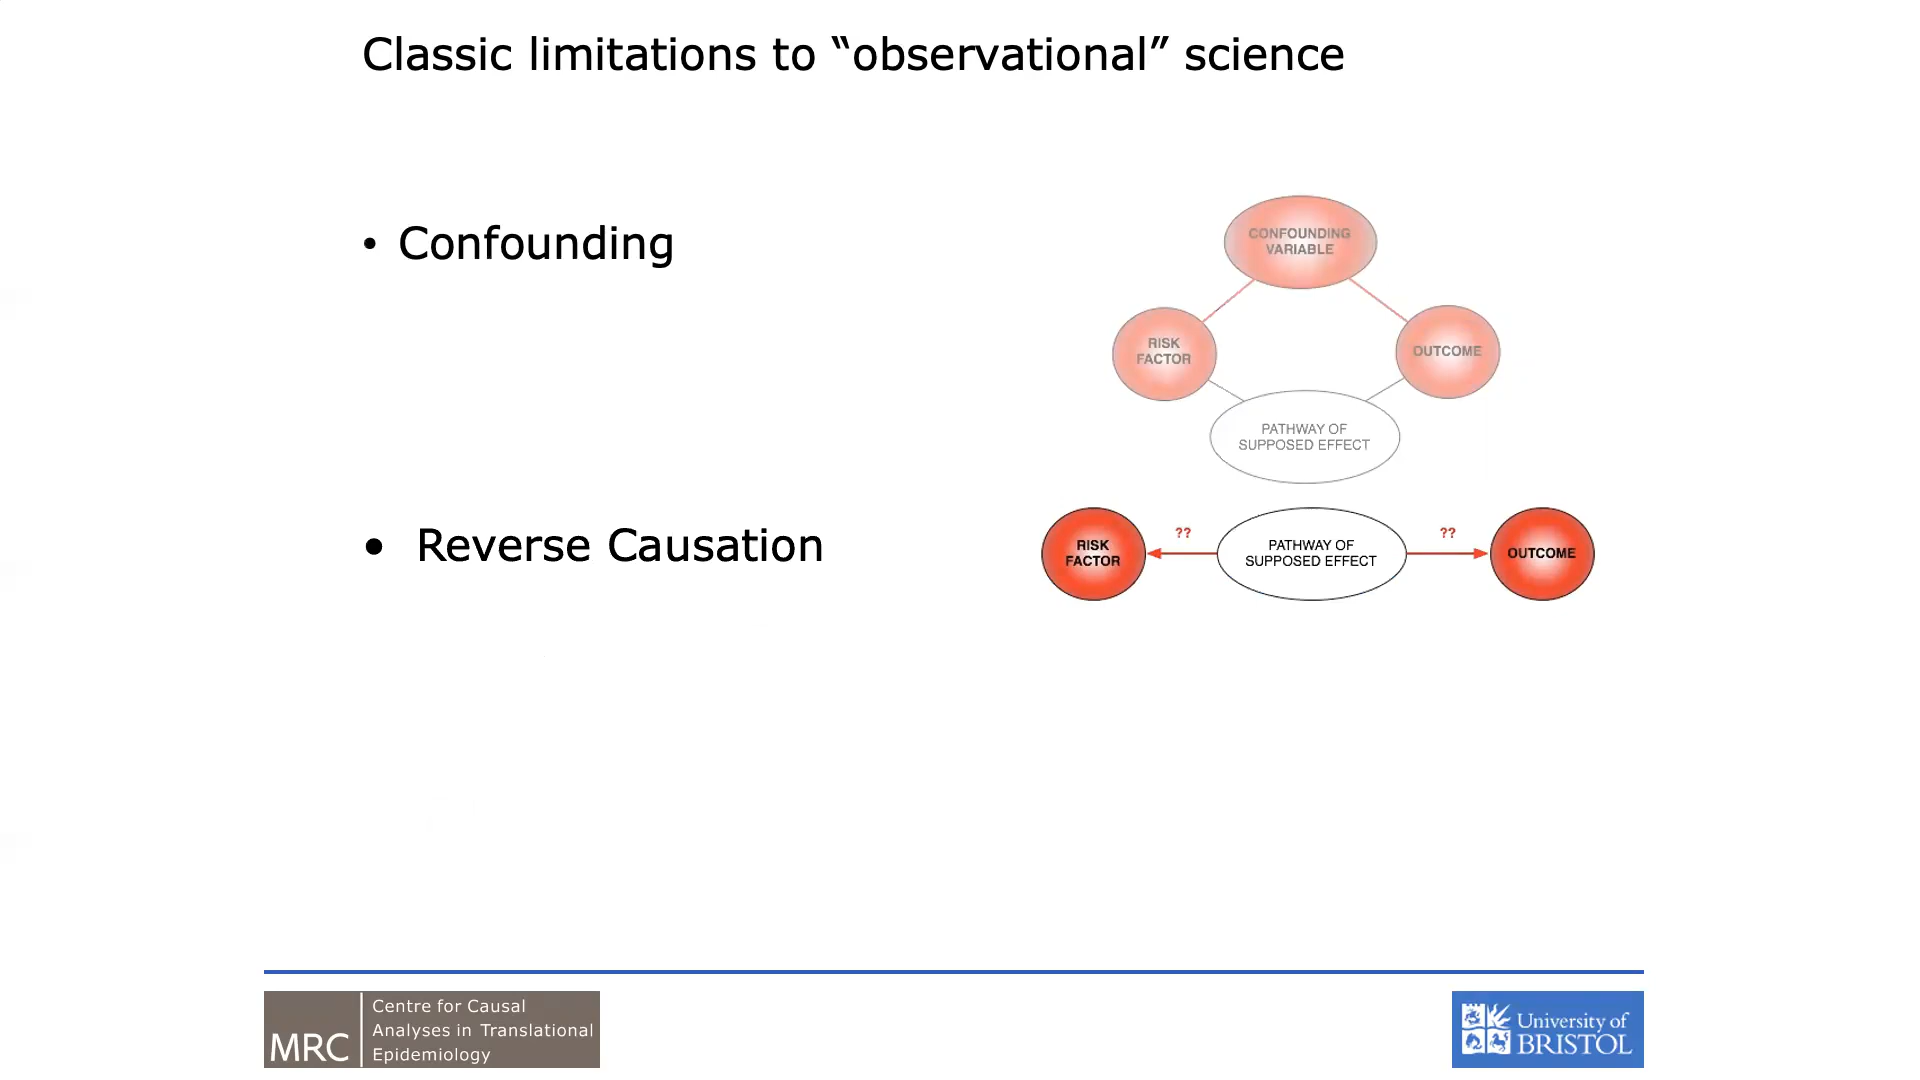 Classic limitations to “observational” science
• Confounding
CONFOUNDING
VARIABLE
RISK
FACTOR
OUTCOME
PATHWAY OF
SUPPOSED EFFECT
• Reverse Causation
RISK
FACTOR
??
PATHWAY OF
SUPPOSED EFFECT
??
OUTCOME
MRC
Centre for Causal
Analyses in Translational
Epidemiology
University of
BRISTOL